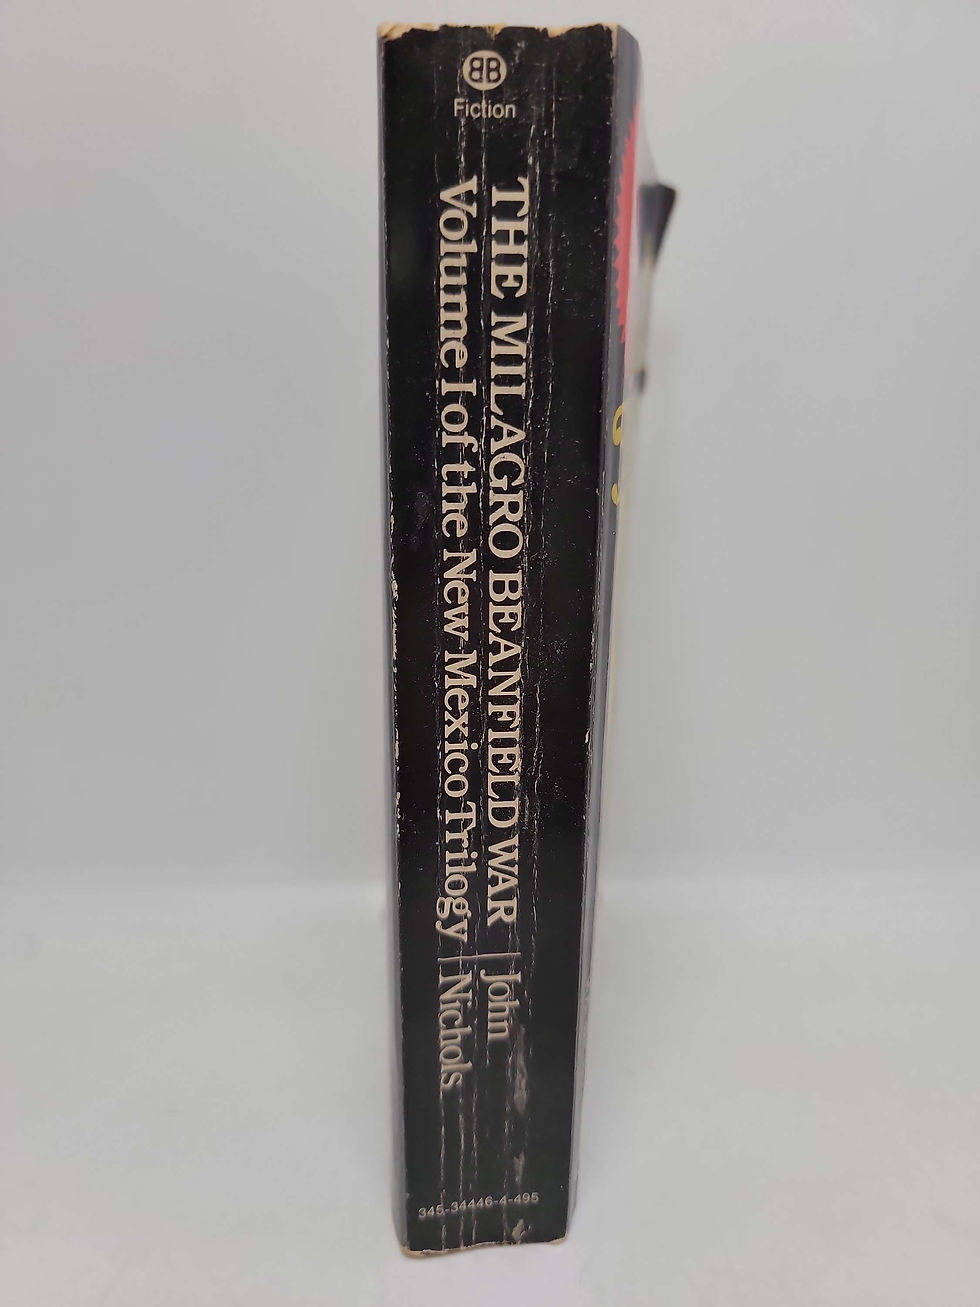 BB
Fiction
THE MILAGRO BEANFIELD WAR
Volume I of the New Mexico Trilogy
John
Nichols
345-34446-4-495